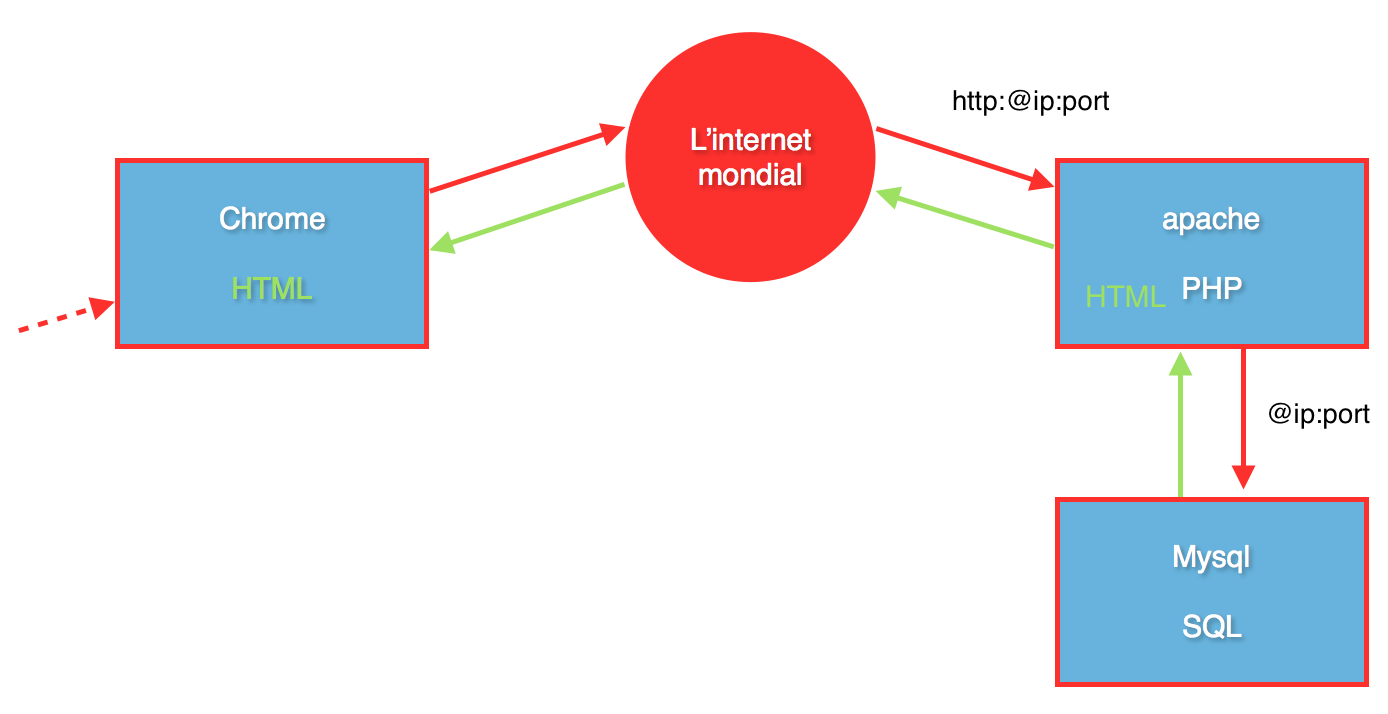 L'internet
mondial
http:@ip:port
Chrome
HTML
apache
HTML PHP
@ip:port
Mysql
SQL